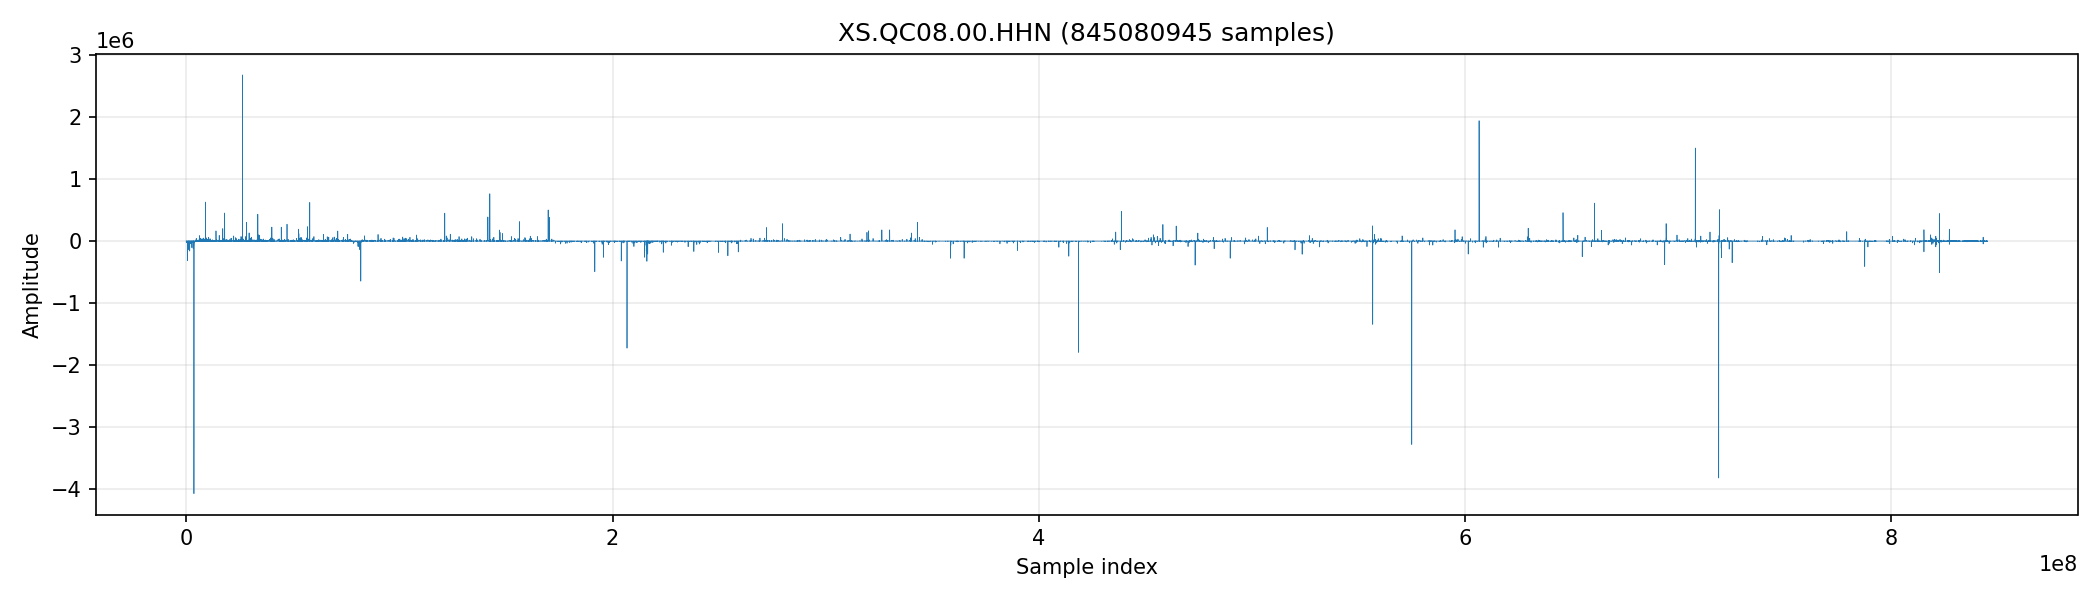 XS.QC08.00.HHN (845080945 samples)
1e6
3
2
1
0
−1
−2
−3
−4
Amplitude
0
2
4
6
8
1e8
Sample index